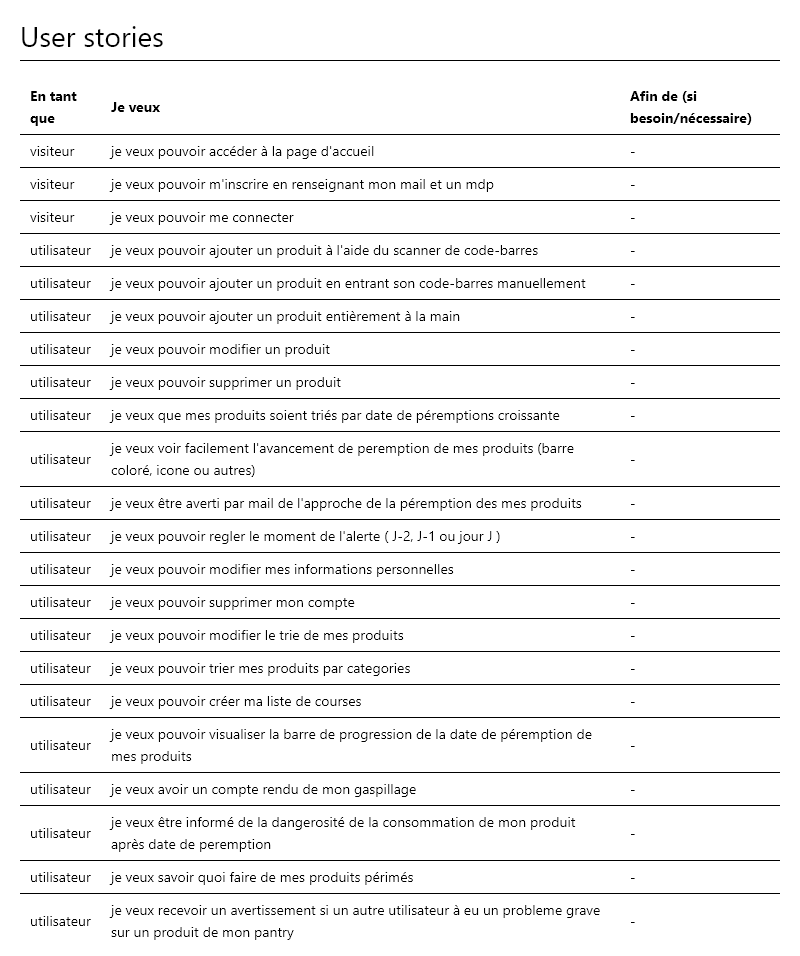 User stories
En tant
que
Je veux
Afin de (si
besoin/nécessaire)
visiteur je veux pouvoir accéder à la page d'accueil -
visiteur je veux pouvoir m'inscrire en renseignant mon mail et un mdp -
visiteur je veux pouvoir me connecter -
utilisateur je veux pouvoir ajouter un produit à l'aide du scanner de code-barres -
utilisateur je veux pouvoir ajouter un produit en entrant son code-barres manuellement -
utilisateur je veux pouvoir ajouter un produit entièrement à la main -
utilisateur je veux pouvoir modifier un produit -
utilisateur je veux pouvoir supprimer un produit -
utilisateur je veux que mes produits soient triés par date de péremptions croissante -
utilisateur je veux voir facilement l'avancement de peremption de mes produits (barre
coloré, icone ou autres) -
utilisateur je veux être averti par mail de l'approche de la péremption des mes produits -
utilisateur je veux pouvoir regler le moment de l'alerte ( J-2, J-1 ou jour J ) -
utilisateur je veux pouvoir modifier mes informations personnelles -
utilisateur je veux pouvoir supprimer mon compte -
utilisateur je veux pouvoir modifier le trie de mes produits -
utilisateur je veux pouvoir trier mes produits par categories -
utilisateur je veux pouvoir créer ma liste de courses -
utilisateur je veux pouvoir visualiser la barre de progression de la date de péremption de
mes produits -
utilisateur je veux avoir un compte rendu de mon gaspillage -
utilisateur je veux être informé de la dangerosité de la consommation de mon produit
après date de peremption -
utilisateur je veux savoir quoi faire de mes produits périmés -
utilisateur je veux recevoir un avertissement si un autre utilisateur à eu un probleme grave
sur un produit de mon pantry -